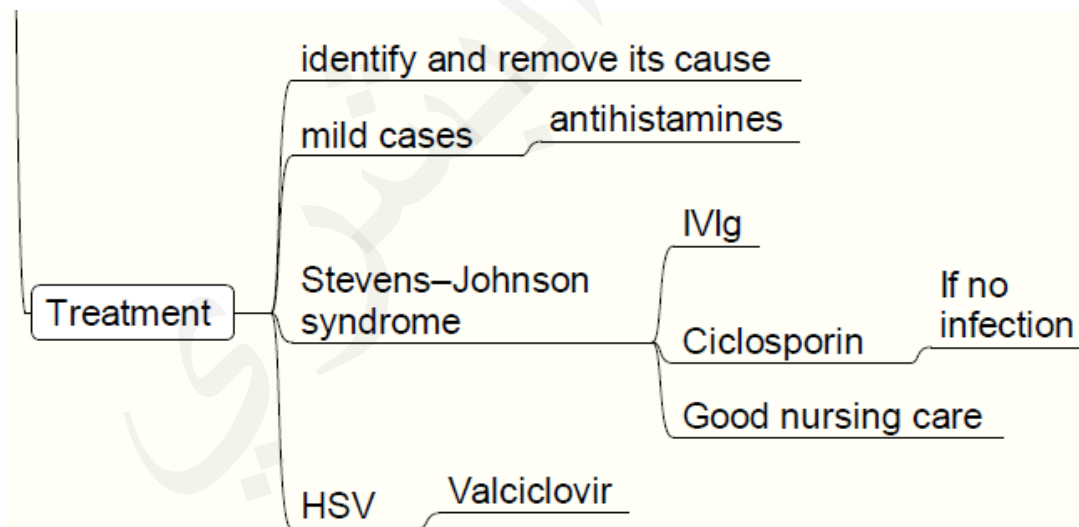 identify and remove its cause
mild cases
antihistamines
Treatment
Stevens–Johnson
syndrome
IVIg
Ciclosporin
If no
infection
Good nursing care
HSV
Valciclovir